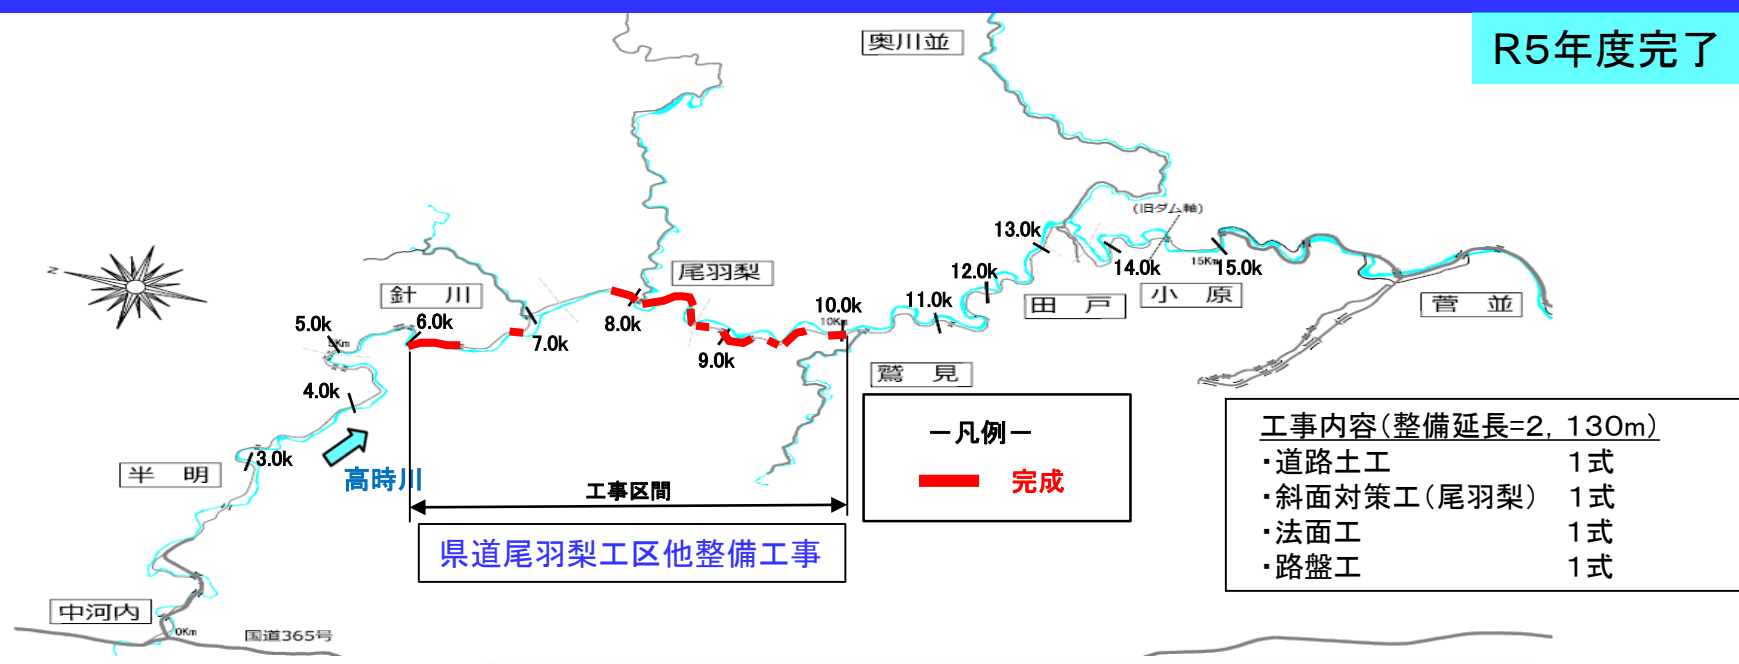 R5年度完了
奥川並
(旧ダム軸)
13.0k
14.0k
15Km
15.0k
12.0k
尾羽梨
N
針 川
田 戸
小 原
菅 並
5.0k
5Km
6.0k
7.0k
8.0k
9.0k
10.0k
10Km
11.0k
鷲 見
4.0k
3.0k
半 明
高時川
工事区間
県道尾羽梨工区他整備工事
－凡例－
完成
工事内容(整備延長=2，130m)
・道路土工 1式
・斜面対策工(尾羽梨) 1式
・法面工 1式
・路盤工 1式
中河内
0Km
国道365号